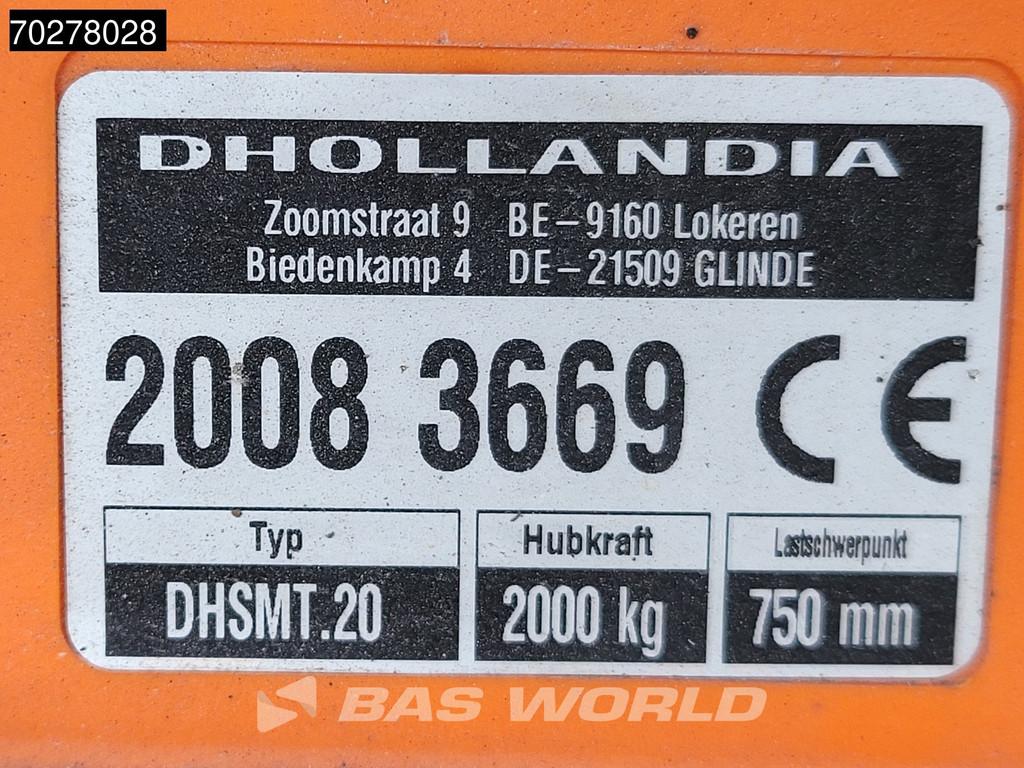 70278028
DHOLLANDIA
Zoomstraat 9 BE-9160 Lokeren
Biedenkamp 4 DE-21509 GLINDE
2008 3669 CE
Typ Hubkraft Lastschwerpunkt
DHSMT.20 2000 kg 750 mm
BAS WORLD